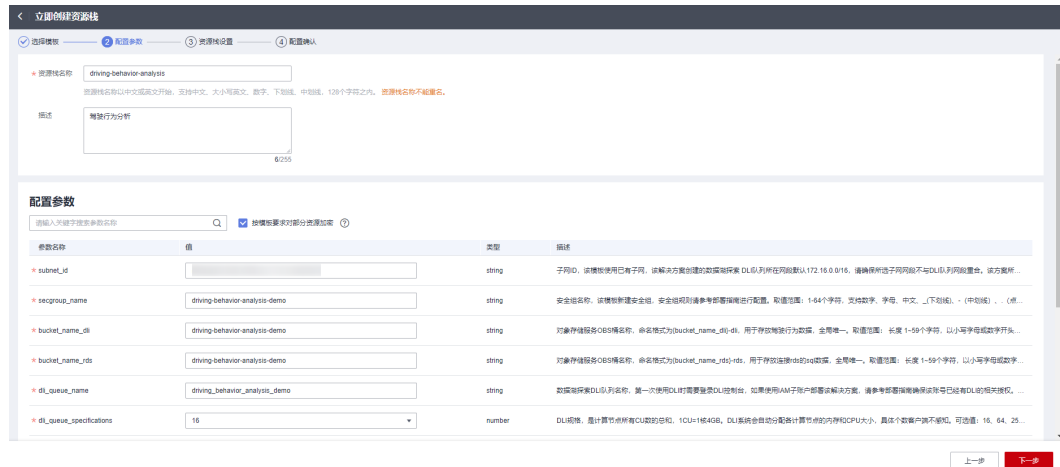 立即创建资源栈
选择模板
2 配置参数
3 资源栈设置
4 配置确认
* 资源栈名称 driving-behavior-analysis
资源栈名称以中文或英文开始，支持中文、大小写英文、数字、下划线、中划线，128个字符之内。 资源栈名称不能重名。
描述 驾驶行为分析
6/255
配置参数
请输入关键字搜索参数名称 按模板要求对部分资源加密
参数名称 值 类型 描述
* subnet_id string 子网ID，该模板使用已有子网，该解决方案创建的数据湖探索 DLI队列所在网段默认172.16.0.0/16，请确保所选子网网段不与DLI队列网段重合。该方案所...
* secgroup_name driving-behavior-analysis-demo string 安全组名称，该模板新建安全组，安全组规则请参考部署指南进行配置。取值范围：1-64个字符，支持数字、字母、中文、_(下划线)、-（中划线）、.（点...
* bucket_name_dli driving-behavior-analysis-demo string 对象存储服务OBS桶名称，命名格式为{bucket_name_dli}-dli，用于存放驾驶行为数据，全局唯一。取值范围： 长度 1~59个字符，以小写字母或数字开头...
* bucket_name_rds driving-behavior-analysis-demo string 对象存储服务OBS桶名称，命名格式为{bucket_name_rds}-rds，用于存放连接rds的sql数据，全局唯一。取值范围： 长度 1~59个字符，以小写字母或数字...
* dli_queue_name driving_behavior_analysis_demo string 数据湖探索DLI队列名称，第一次使用DLI时需要登录DLI控制台，如果使用IAM子账户部署该解决方案，请参考部署指南确保该账号已经有DLI的相关授权。...
* dli_queue_specifications 16 number DLI规格，是计算节点所有CU数的总和，1CU=1核4GB。DLI系统会自动分配各计算节点的内存和CPU大小，具体个数客户端不感知。可选值：16，64，25...
上一步 下一步